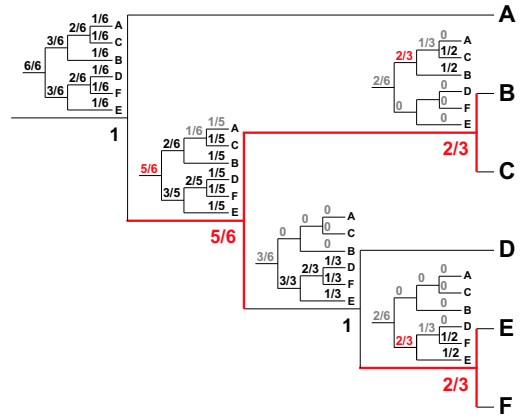 A
1/6 A
2/6
1/6 C
3/6
1/6 B
6/6
1/6 D
2/6
1/6 F
3/6
1/6 E
1
0 A
1/3
1/2 C
2/3
1/2 B
2/6
0 D
0
0 F
0
0 E
B
2/3
C
1/5 A
1/6
1/5 C
2/6
1/5 B
5/6
1/5 D
2/5
1/5 F
3/5
1/5 E
5/6
0 A
0
0 C
0
0 B
3/6
1/3 D
2/3
1/3 F
3/3
1/3 E
1
D
0 A
0
0 C
0
0 B
2/6
0 D
1/3
1/2 F
2/3
1/2 E
E
2/3
F